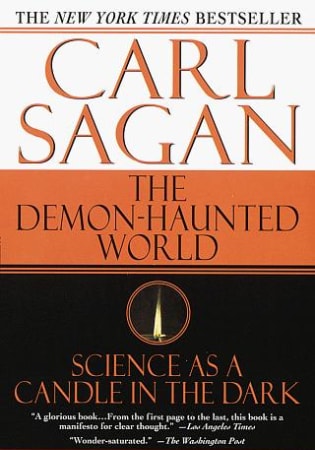 THE NEW YORK TIMES BESTSELLER
CARL
SAGAN
THE
DEMON-HAUNTED
WORLD
SCIENCE AS A
CANDLE IN THE DARK
"A glorious book...From the first page to the last, this book is a
manifesto for clear thought." —Los Angeles Times
"Wonder-saturated." —The Washington Post